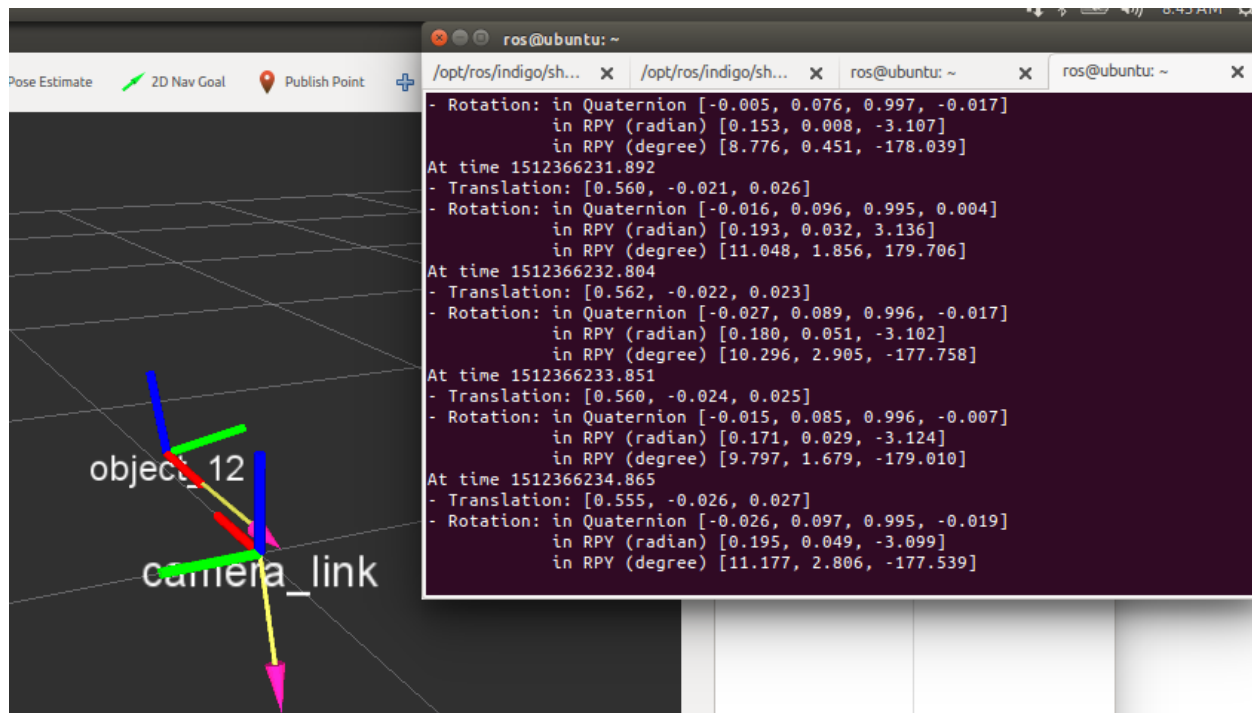 8:45 AM
ros@ubuntu: ~
/opt/ros/indigo/sh... /opt/ros/indigo/sh... ros@ubuntu: ~ ros@ubuntu: ~
Pose Estimate 2D Nav Goal Publish Point
- Rotation: in Quaternion [-0.005, 0.076, 0.997, -0.017]
in RPY (radian) [0.153, 0.008, -3.107]
in RPY (degree) [8.776, 0.451, -178.039]
At time 1512366231.892
- Translation: [0.560, -0.021, 0.026]
- Rotation: in Quaternion [-0.016, 0.096, 0.995, 0.004]
in RPY (radian) [0.193, 0.032, 3.136]
in RPY (degree) [11.048, 1.856, 179.706]
At time 1512366232.804
- Translation: [0.562, -0.022, 0.023]
- Rotation: in Quaternion [-0.027, 0.089, 0.996, -0.017]
in RPY (radian) [0.180, 0.051, -3.102]
in RPY (degree) [10.296, 2.905, -177.758]
At time 1512366233.851
- Translation: [0.560, -0.024, 0.025]
- Rotation: in Quaternion [-0.015, 0.085, 0.996, -0.007]
in RPY (radian) [0.171, 0.029, -3.124]
in RPY (degree) [9.797, 1.679, -179.010]
At time 1512366234.865
- Translation: [0.555, -0.026, 0.027]
- Rotation: in Quaternion [-0.026, 0.097, 0.995, -0.019]
in RPY (radian) [0.195, 0.049, -3.099]
in RPY (degree) [11.177, 2.806, -177.539]
object_12
camera_link